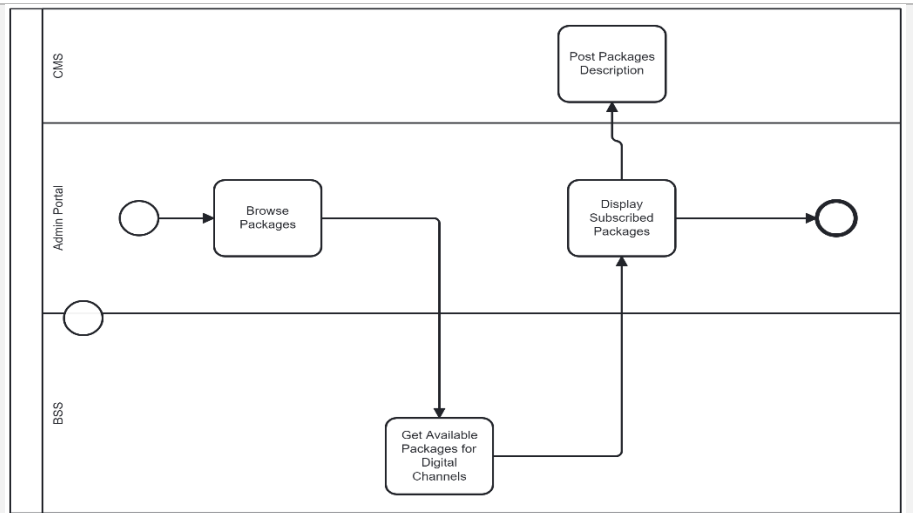 CMS
Post Packages
Description
Admin Portal
Browse
Packages
Display
Subscribed
Packages
BSS
Get Available
Packages for
Digital
Channels